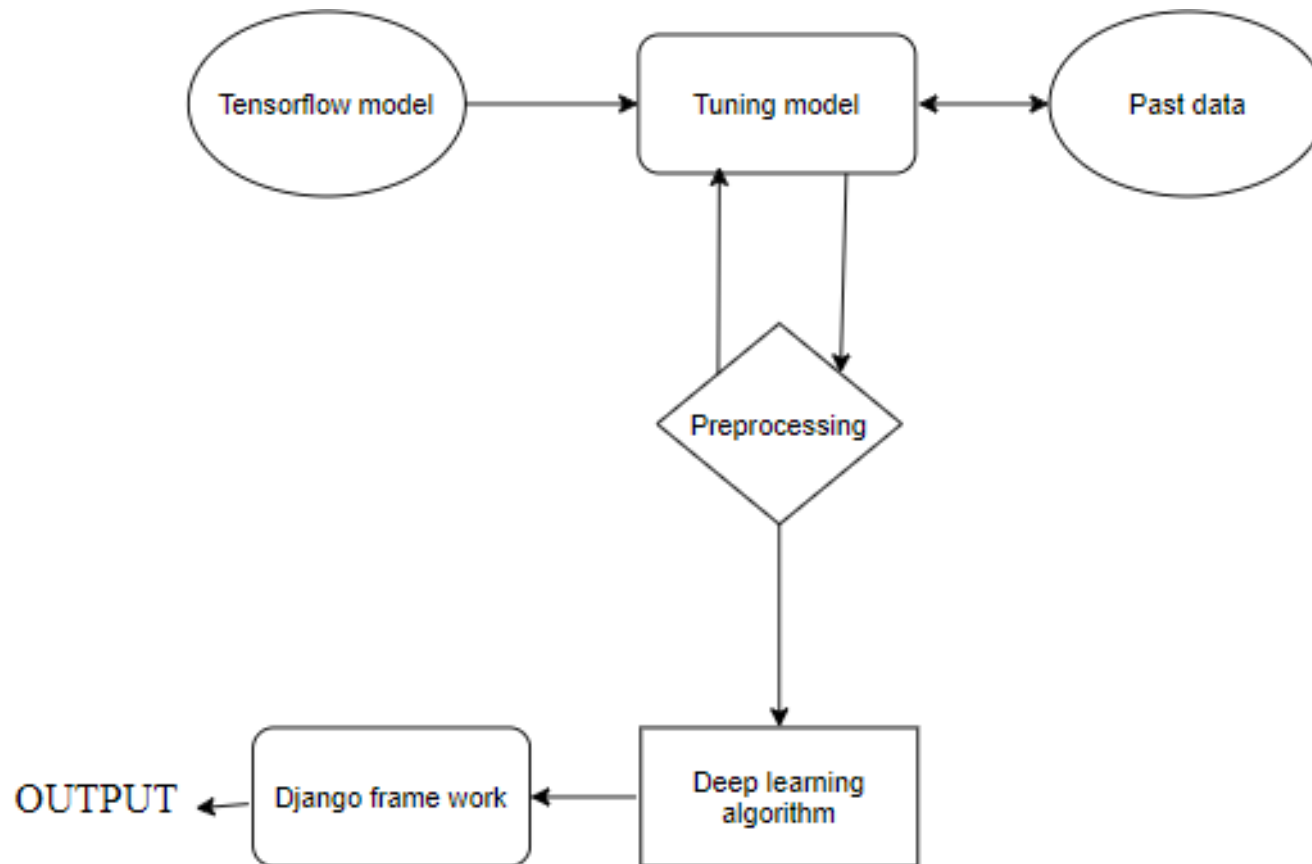 Tensorflow model
Tuning model
Past data
Preprocessing
Deep learning
algorithm
Django frame work
OUTPUT